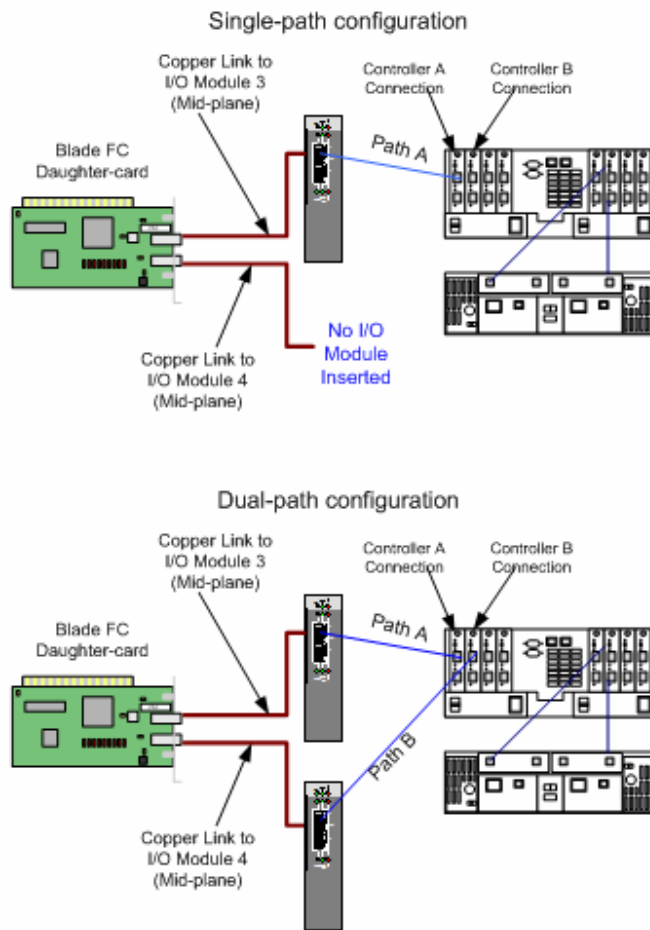 Single-path configuration
Copper Link to
I/O Module 3
(Mid-plane)
Controller A
Connection
Controller B
Connection
Blade FC
Daughter-card
Path A
Copper Link to
I/O Module 4
(Mid-plane)
No I/O
Module
Inserted
Dual-path configuration
Copper Link to
I/O Module 3
(Mid-plane)
Controller A
Connection
Controller B
Connection
Blade FC
Daughter-card
Path A
Path B
Copper Link to
I/O Module 4
(Mid-plane)